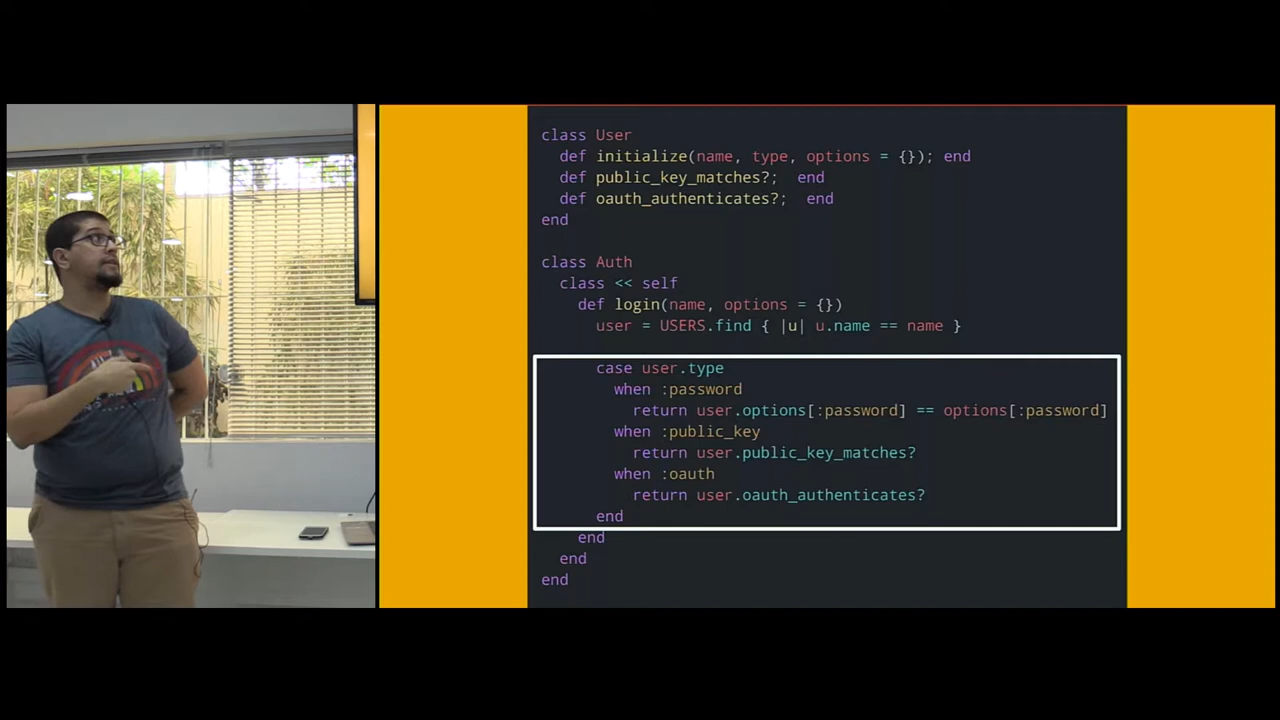 class User
  def initialize(name, type, options = {}); end
  def public_key_matches?;  end
  def oauth_authenticates?;  end
end
class Auth
  class << self
    def login(name, options = {})
      user = USERS.find { |u| u.name == name }
      case user.type
        when :password
          return user.options[:password] == options[:password]
        when :public_key
          return user.public_key_matches?
        when :oauth
          return user.oauth_authenticates?
      end
    end
  end
end